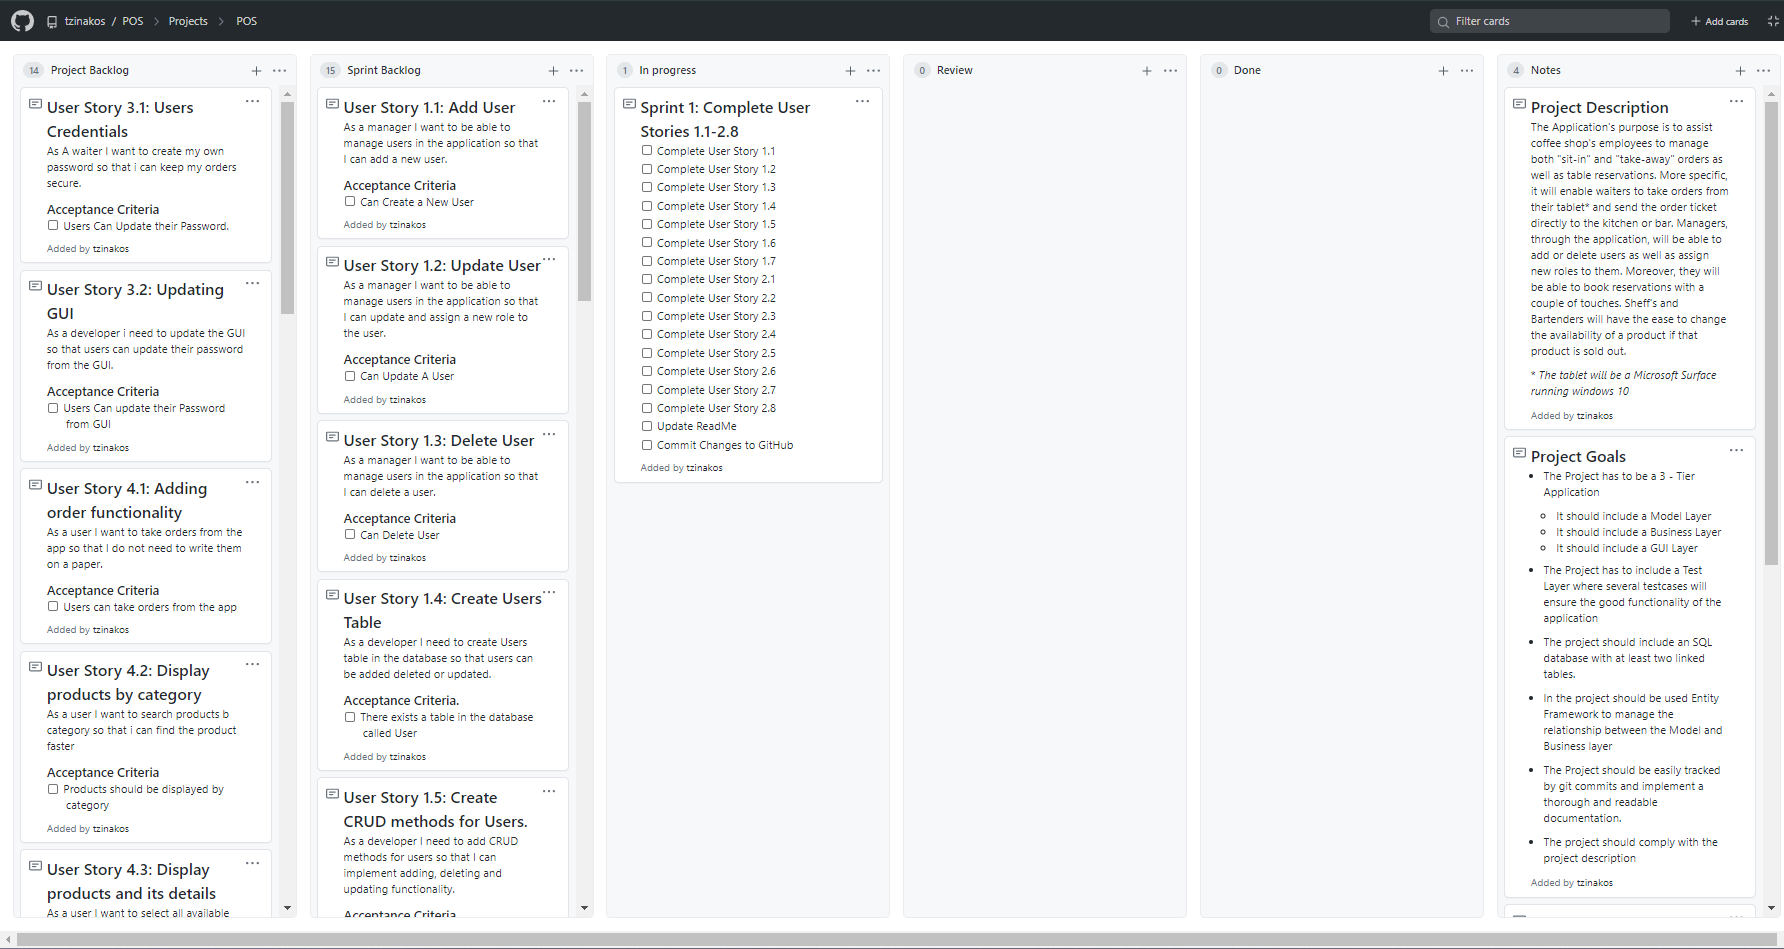 tzinakos / POS > Projects > POS
Filter cards
+ Add cards
14 Project Backlog
User Story 3.1: Users
Credentials
As A waiter I want to create my own
password so that i can keep my orders
secure.
Acceptance Criteria
Users Can Update their Password.
Added by tzinakos
User Story 3.2: Updating
GUI
As a developer i need to update the GUI
so that users can update their password
from the GUI.
Acceptance Criteria
Users Can update their Password
from GUI
Added by tzinakos
User Story 4.1: Adding
order functionality
As a user I want to take orders from the
app so that I do not need to write them
on a paper.
Acceptance Criteria
Users can take orders from the app
Added by tzinakos
User Story 4.2: Display
products by category
As a user I want to search products b
category so that i can find the product
faster
Acceptance Criteria
Products should be displayed by
category
Added by tzinakos
User Story 4.3: Display
products and its details
As a user I want to select all available
15 Sprint Backlog
User Story 1.1: Add User
As a manager I want to be able to
manage users in the application so that
I can add a new user.
Acceptance Criteria
Can Create a New User
Added by tzinakos
User Story 1.2: Update User
As a manager I want to be able to
manage users in the application so that
I can update and assign a new role to
the user.
Acceptance Criteria
Can Update A User
Added by tzinakos
User Story 1.3: Delete User
As a manager I want to be able to
manage users in the application so that
I can delete a user.
Acceptance Criteria
Can Delete User
Added by tzinakos
User Story 1.4: Create Users
Table
As a developer I need to create Users
table in the database so that users can
be added deleted or updated.
Acceptance Criteria.
There exists a table in the database
called User
Added by tzinakos
User Story 1.5: Create
CRUD methods for Users.
As a developer I need to add CRUD
methods for users so that I can
implement adding, deleting and
updating functionality.
Acceptance Criteria
1 In progress
Sprint 1: Complete User
Stories 1.1-2.8
Complete User Story 1.1
Complete User Story 1.2
Complete User Story 1.3
Complete User Story 1.4
Complete User Story 1.5
Complete User Story 1.6
Complete User Story 1.7
Complete User Story 2.1
Complete User Story 2.2
Complete User Story 2.3
Complete User Story 2.4
Complete User Story 2.5
Complete User Story 2.6
Complete User Story 2.7
Complete User Story 2.8
Update ReadMe
Commit Changes to GitHub
Added by tzinakos
0 Review
0 Done
4 Notes
Project Description
The Application's purpose is to assist
coffee shop's employees to manage
both "sit-in" and "take-away" orders as
well as table reservations. More specific,
it will enable waiters to take orders from
their tablet* and send the order ticket
directly to the kitchen or bar. Managers,
through the application, will be able to
add or delete users as well as assign
new roles to them. Moreover, they will
be able to book reservations with a
couple of touches. Sheff's and
Bartenders will have the ease to change
the availability of a product if that
product is sold out.
* The tablet will be a Microsoft Surface
running windows 10
Added by tzinakos
Project Goals
The Project has to be a 3 - Tier
Application
It should include a Model Layer
It should include a Business Layer
It should include a GUI Layer
The Project has to include a Test
Layer where several testcases will
ensure the good functionality of the
application
The project should include an SQL
database with at least two linked
tables.
In the project should be used Entity
Framework to manage the
relationship between the Model and
Business layer
The Project should be easily tracked
by git commits and implement a
thorough and readable
documentation.
The project should comply with the
project description
Added by tzinakos